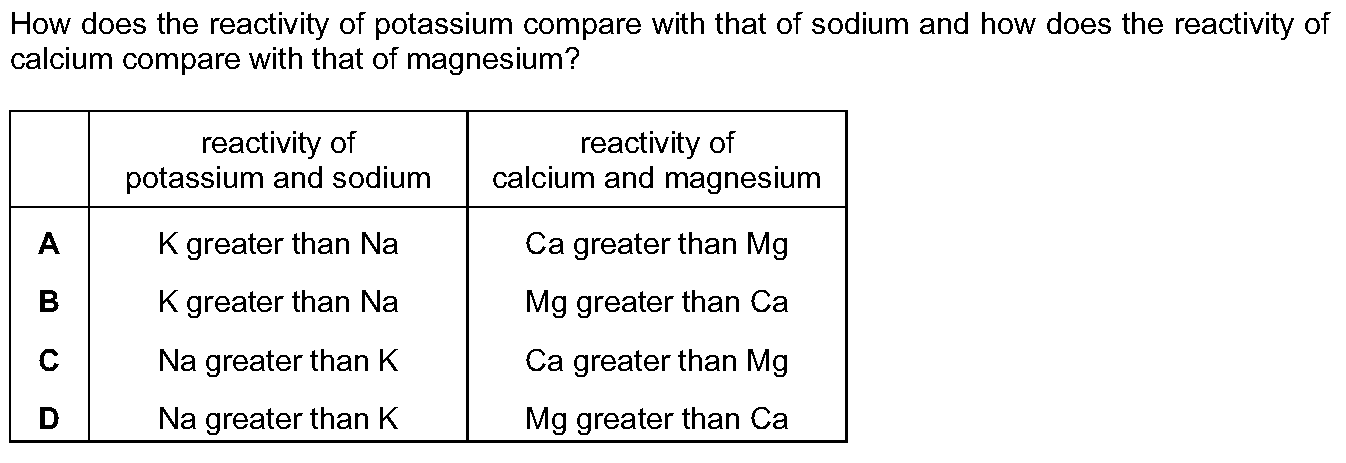 How does the reactivity of potassium compare with that of sodium and how does the reactivity of
calcium compare with that of magnesium?
reactivity of potassium and sodium
reactivity of calcium and magnesium
A K greater than Na Ca greater than Mg
B K greater than Na Mg greater than Ca
C Na greater than K Ca greater than Mg
D Na greater than K Mg greater than Ca